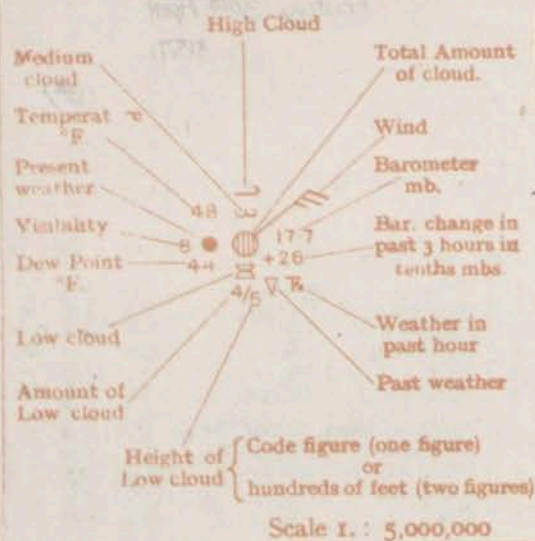 High Cloud
Medium
cloud
Total Amount
of cloud.
Temperat e
°F.
Wind
Present
weather
Barometer
mb.
48
Visibility
8
177
Bar. change in
past 3 hours in
tenths mbs.
+26
Dew Point
°F.
44
4/5
Low cloud
Weather in
past hour
Amount of
Low cloud
Past weather
Height of
Low cloud
Code figure (one figure)
or
hundreds of feet (two figures)
Scale 1. : 5,000,000